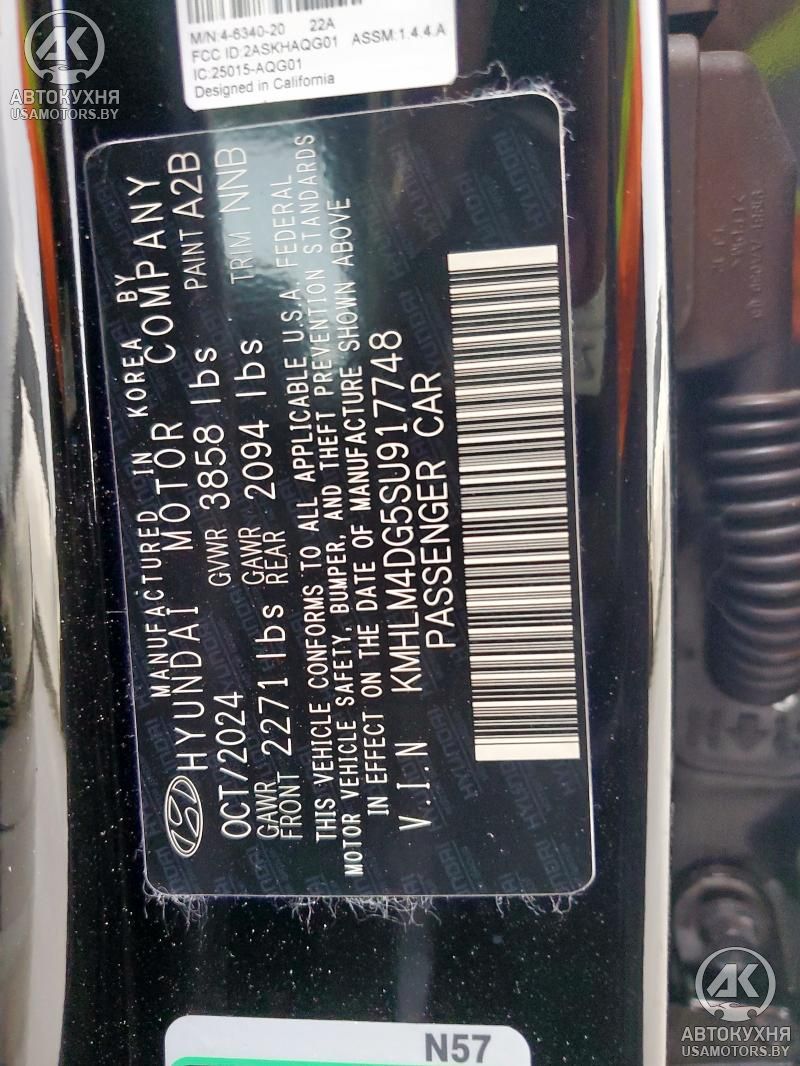 M/N:4-6340-20 22A
FCC ID:2ASKHAQG01 ASSM:1.4.4.A
IC:25015-AQG01
Designed in California
АВТОКУХНЯ
USAMOTORS.BY
MANUFACTURED IN KOREA BY
HYUNDAI MOTOR COMPANY
OCT/2024 GVWR 3858 lbs PAINT A2B
GAWR FRONT 2271 lbs GAWR REAR 2094 lbs TRIM NNB
THIS VEHICLE CONFORMS TO ALL APPLICABLE U.S.A. FEDERAL
MOTOR VEHICLE SAFETY, BUMPER, AND THEFT PREVENTION STANDARDS
IN EFFECT ON THE DATE OF MANUFACTURE SHOWN ABOVE
V.I.N KMHLM4DG5SU917748
PASSENGER CAR
N57
АВТОКУХНЯ
USAMOTORS.BY